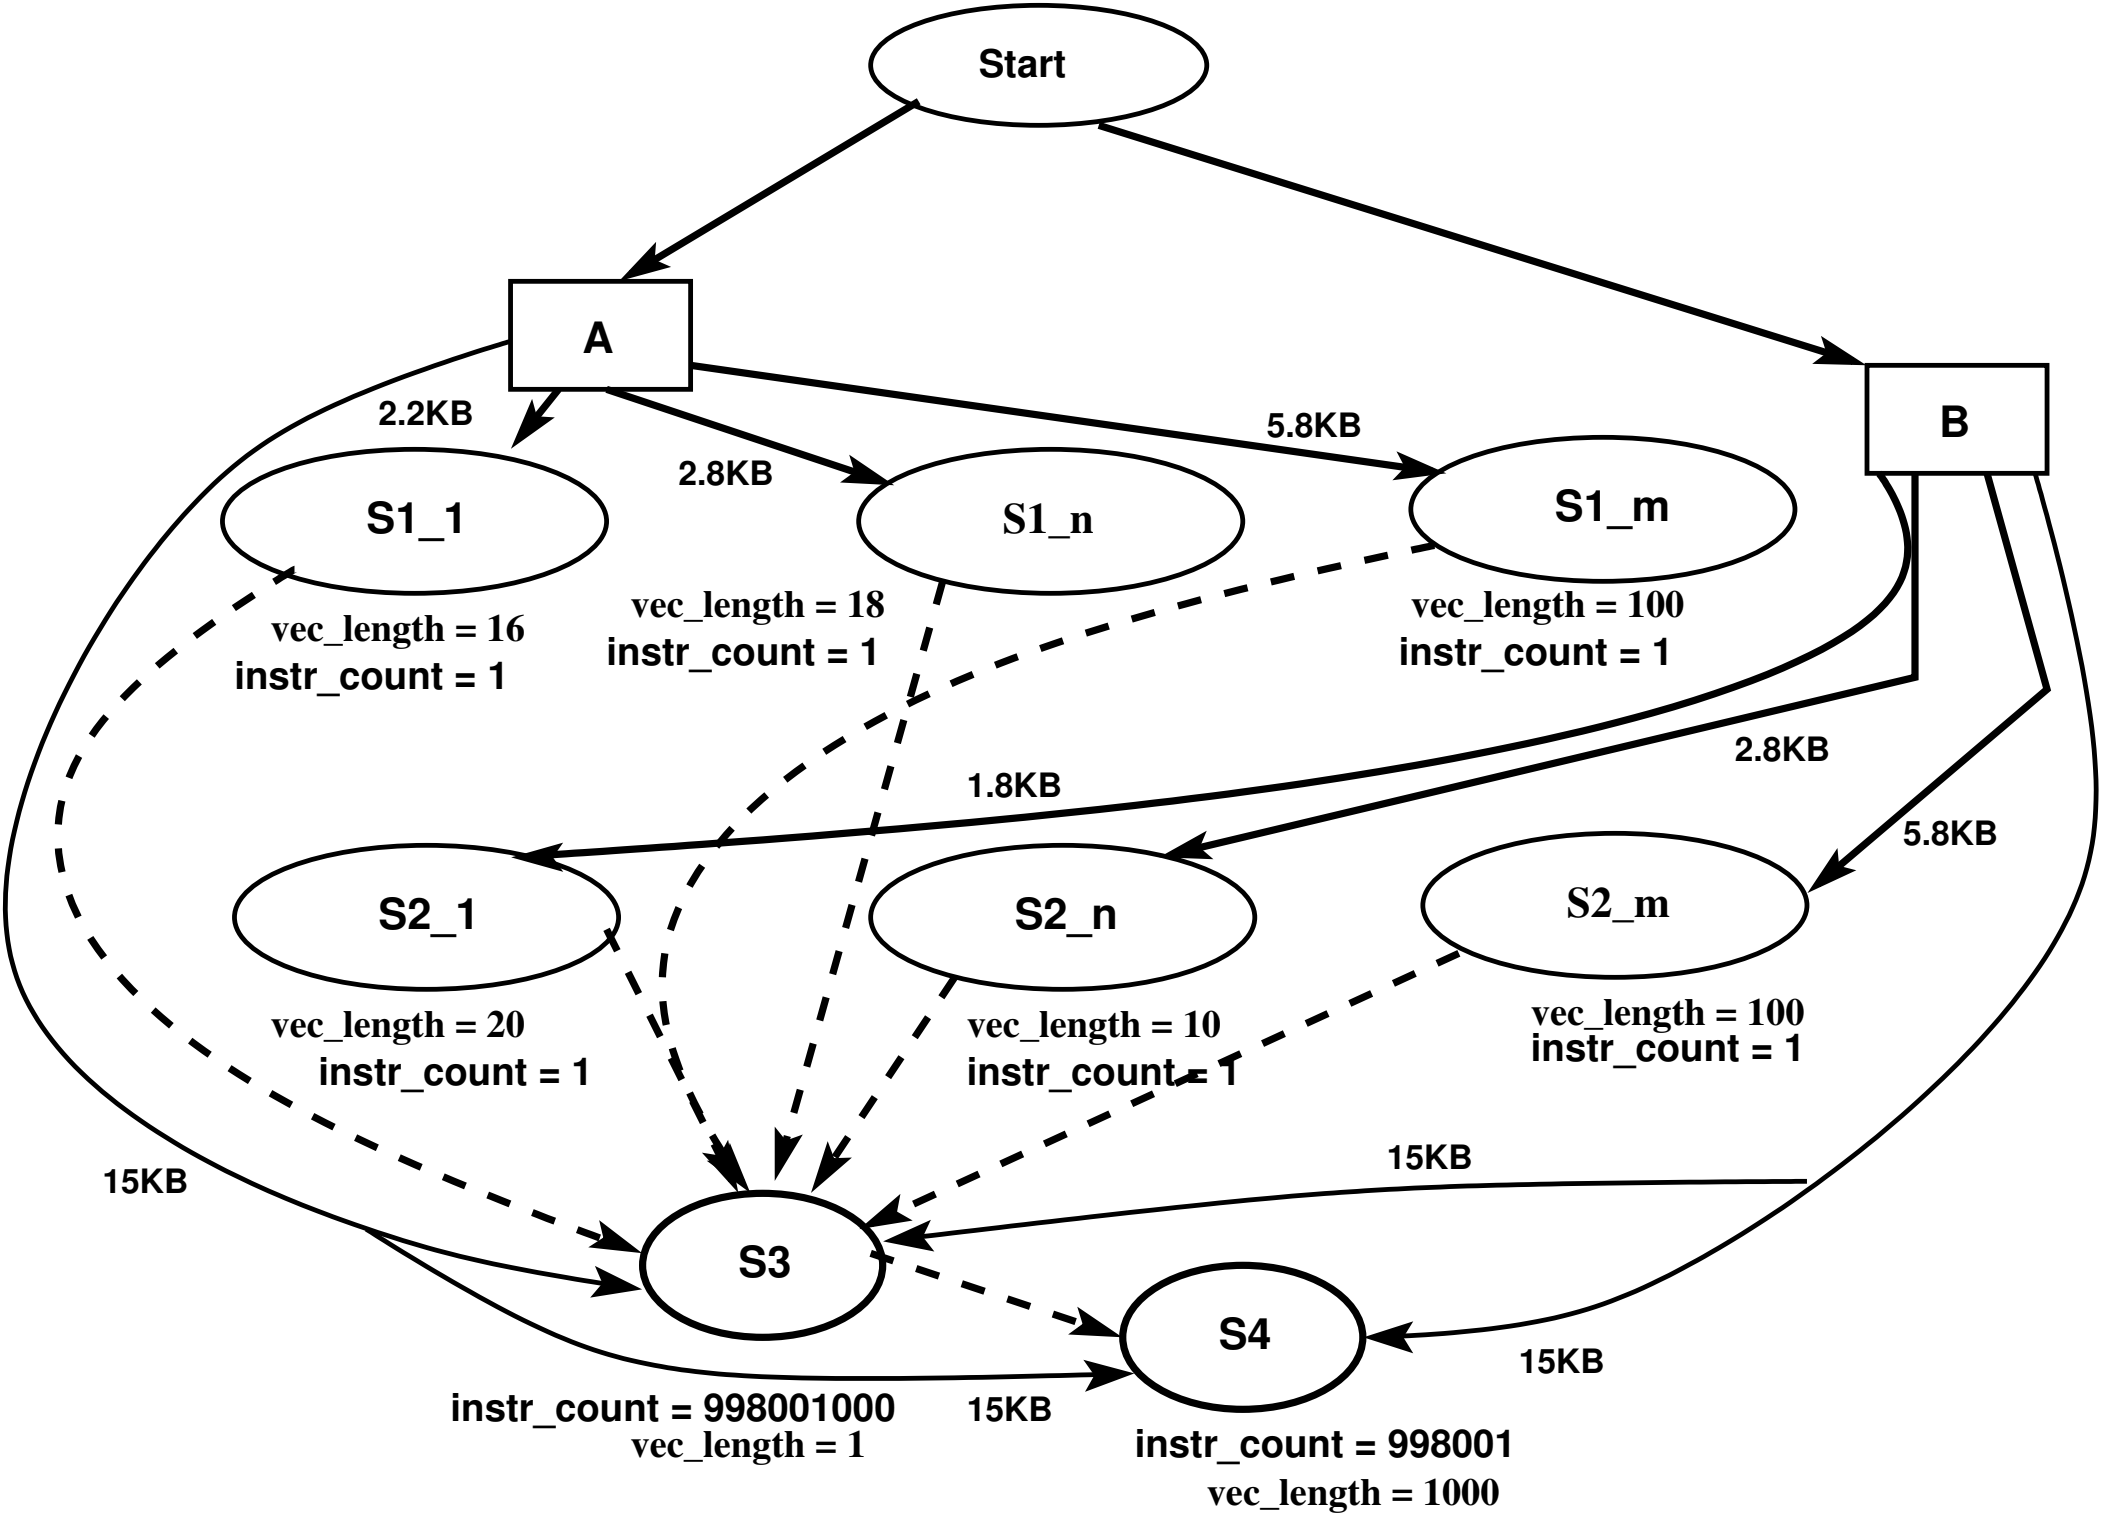 Start
A
B
2.2KB
2.8KB
5.8KB
S1_1
S1_n
S1_m
vec_length = 16
instr_count = 1
vec_length = 18
instr_count = 1
vec_length = 100
instr_count = 1
1.8KB
2.8KB
5.8KB
S2_1
S2_n
S2_m
vec_length = 20
instr_count = 1
vec_length = 10
instr_count = 1
vec_length = 100
instr_count = 1
15KB
15KB
S3
S4
15KB
15KB
instr_count = 998001000
vec_length = 1
instr_count = 998001
vec_length = 1000